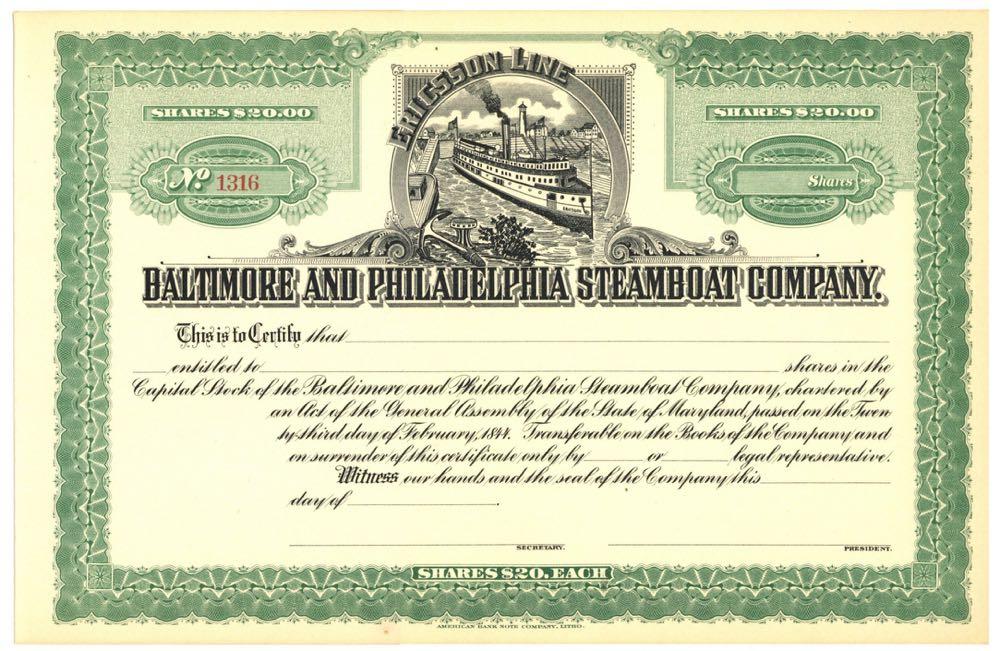 ERICSSON LINE
SHARES $20.00
SHARES $20.00
No. 1316
Shares
BALTIMORE AND PHILADELPHIA STEAMBOAT COMPANY.
This is to Certify that
entitled to shares in the
Capital Stock of the Baltimore and Philadelphia Steamboat Company, chartered by
an Act of the General Assembly of the State of Maryland, passed on the Twen
ty third day of February, 1844. Transferable on the Books of the Company and
on surrender of this certificate only by or legal representative.
Witness our hands and the seal of the Company this
day of .
SECRETARY. PRESIDENT.
SHARES $20. EACH
AMERICAN BANK NOTE COMPANY, LITHO.